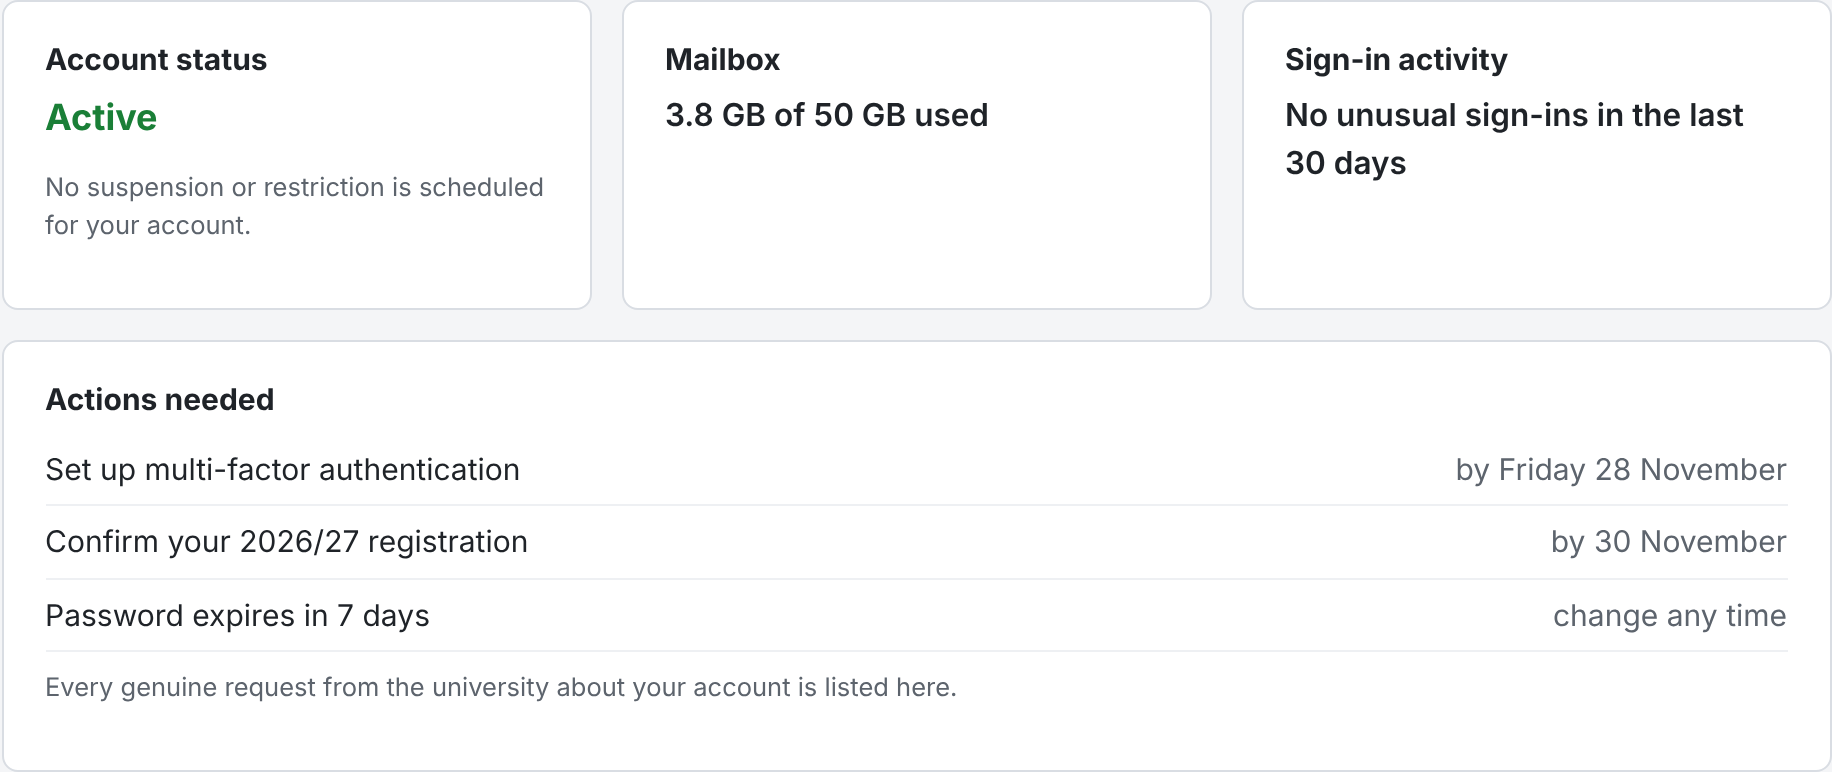 Account status
Active
No suspension or restriction is scheduled
for your account.
Mailbox
3.8 GB of 50 GB used
Sign-in activity
No unusual sign-ins in the last
30 days
Actions needed
Set up multi-factor authentication by Friday 28 November
Confirm your 2026/27 registration by 30 November
Password expires in 7 days change any time
Every genuine request from the university about your account is listed here.